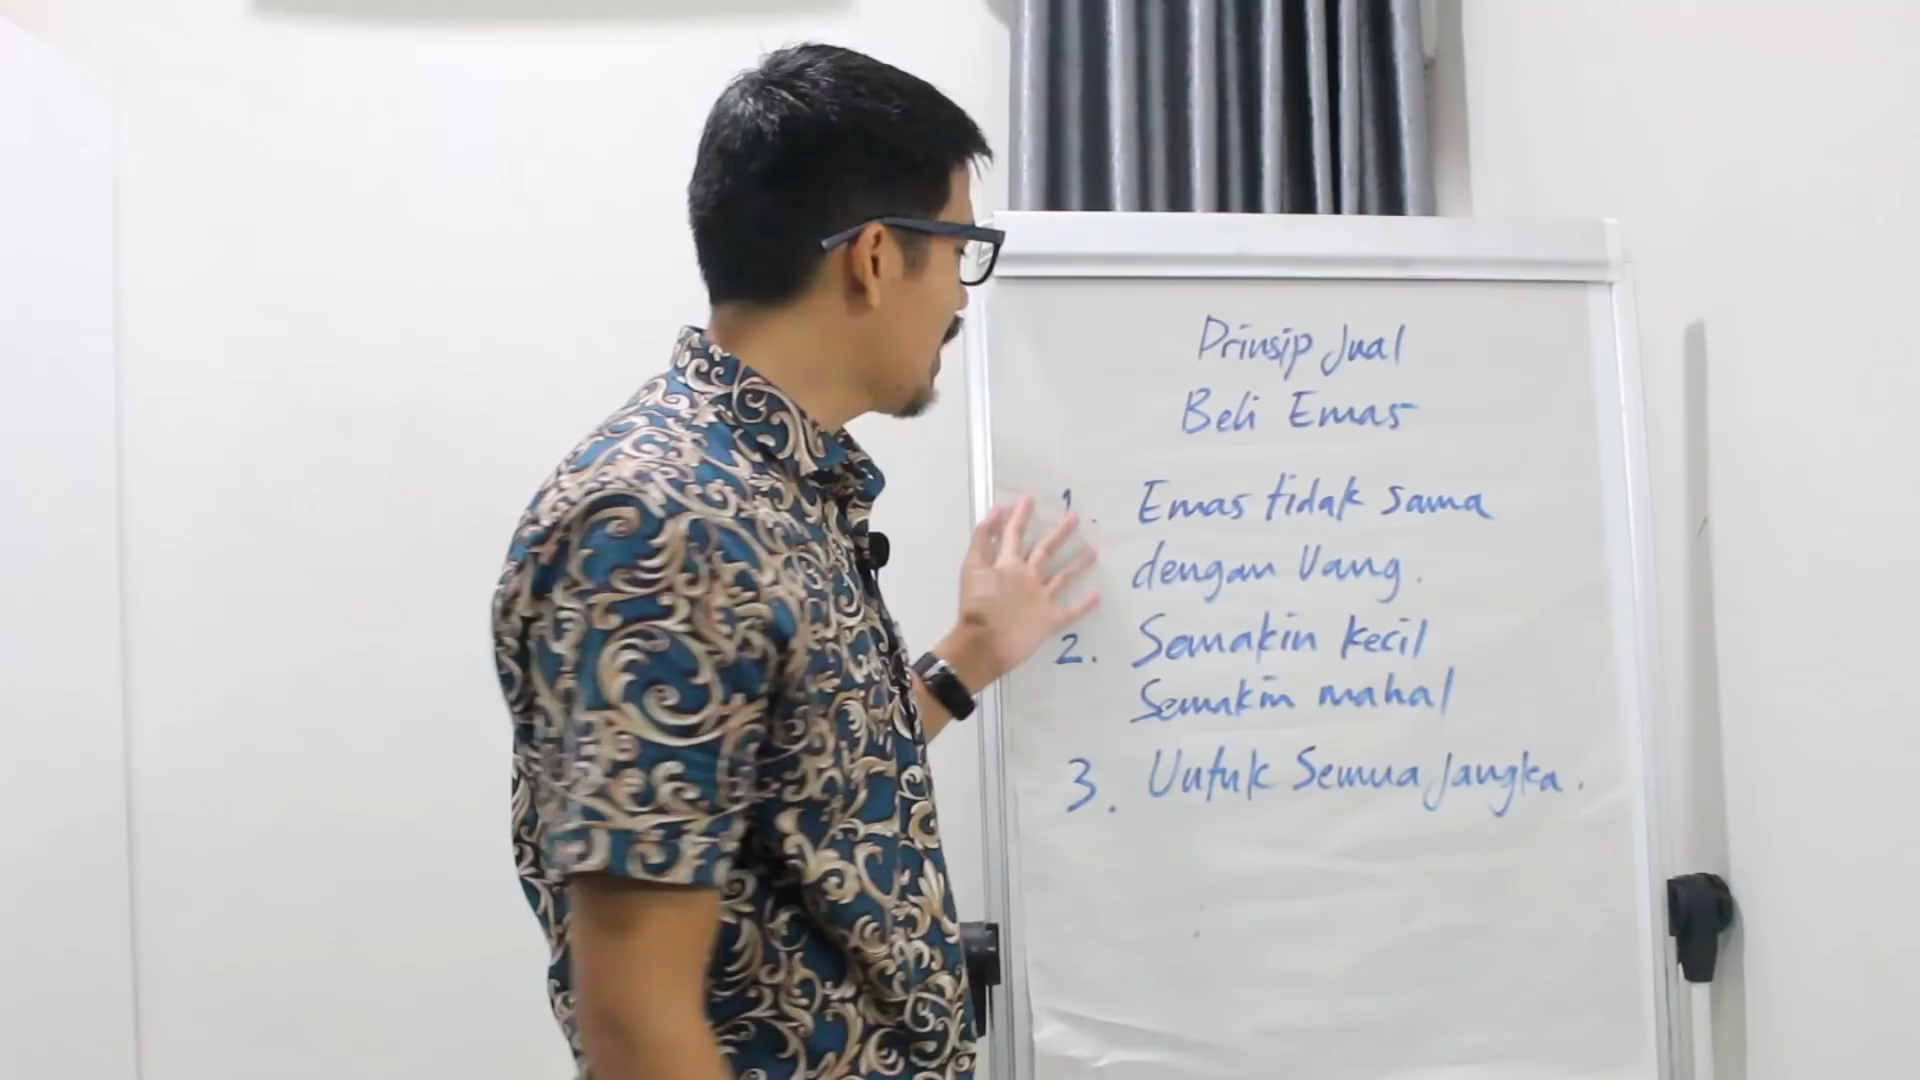 Prinsip Jual
Beli Emas
1. Emas tidak sama
dengan Uang.
2. Semakin kecil
Semakin mahal
3. Untuk Semua Jangka.